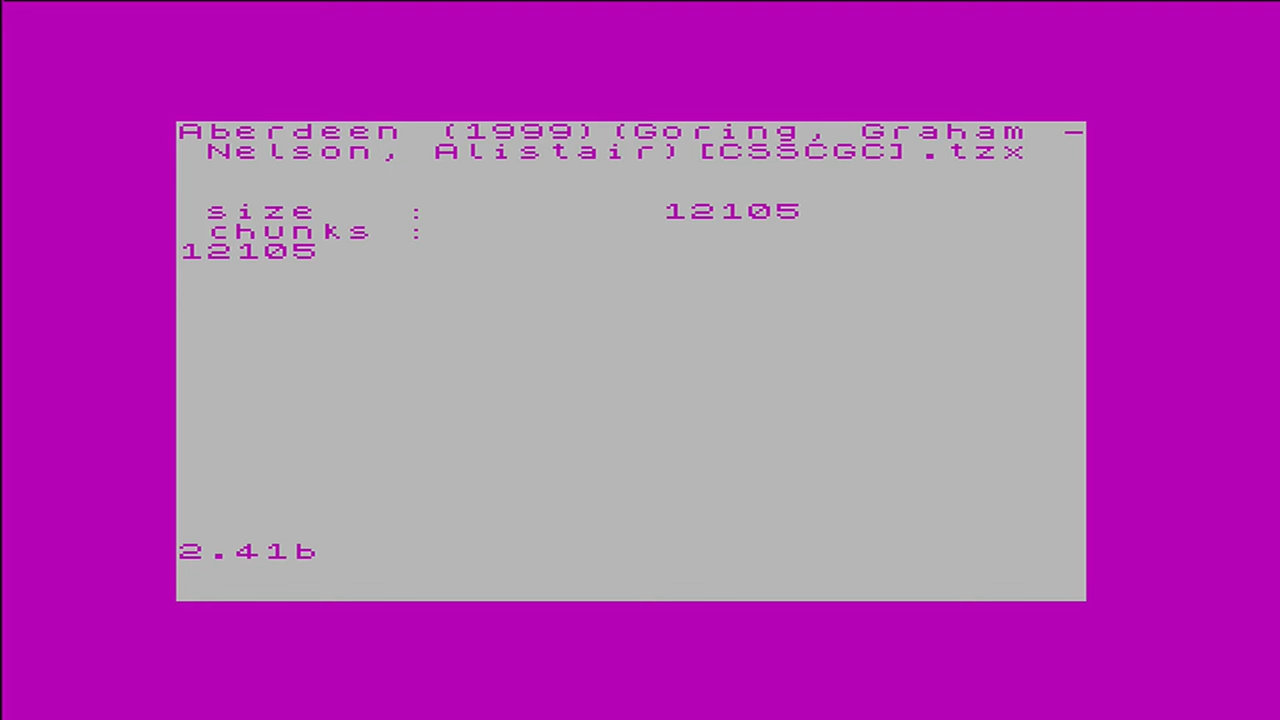 Aberdeen (1999)(Goring, Graham -
Nelson, Alistair)[CSSCGC].tzx
size : 12105
chunks :
12105
2.41b